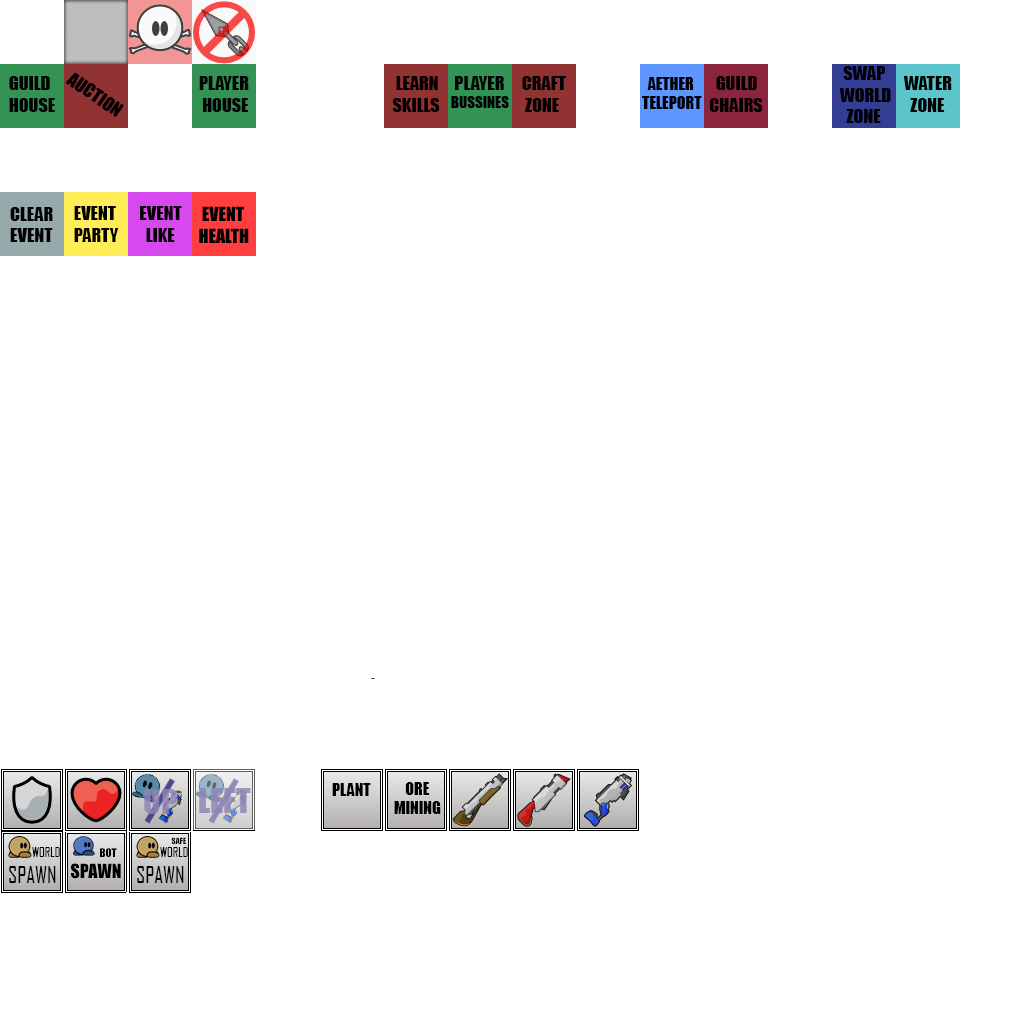 GUILD
HOUSE
AUCTION
PLAYER
HOUSE
LEARN
SKILLS
PLAYER
BUSSINES
CRAFT
ZONE
AETHER
TELEPORT
GUILD
CHAIRS
SWAP
WORLD
ZONE
WATER
ZONE
CLEAR
EVENT
EVENT
PARTY
EVENT
LIKE
EVENT
HEALTH
-
UP
LEFT
PLANT
ORE
MINING
WORLD
SPAWN
BOT
SPAWN
SAFE
WORLD
SPAWN